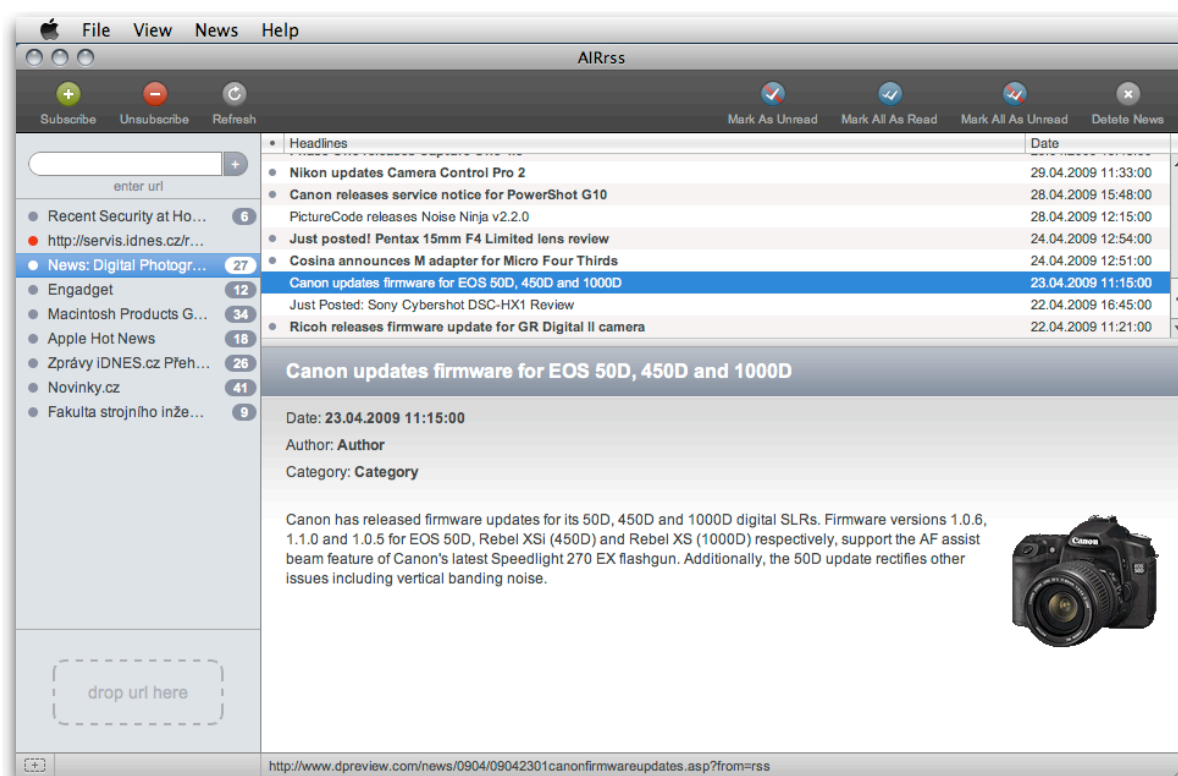 File View News Help
AIRrss
Subscribe Unsubscribe Refresh Mark As Unread Mark All As Read Mark All As Unread Detete News
Headlines Date
enter url
Recent Security at Ho... 6
http://servis.idnes.cz/r...
News: Digital Photogr... 27
Engadget 12
Macintosh Products G... 34
Apple Hot News 18
Zprávy iDNES.cz Přeh... 26
Novinky.cz 41
Fakulta strojního inže... 9
drop url here
Nikon updates Camera Control Pro 2 29.04.2009 11:33:00
Canon releases service notice for PowerShot G10 28.04.2009 15:48:00
PictureCode releases Noise Ninja v2.2.0 28.04.2009 12:15:00
Just posted! Pentax 15mm F4 Limited lens review 24.04.2009 12:54:00
Cosina announces M adapter for Micro Four Thirds 24.04.2009 12:51:00
Canon updates firmware for EOS 50D, 450D and 1000D 23.04.2009 11:15:00
Just Posted: Sony Cybershot DSC-HX1 Review 22.04.2009 16:45:00
Ricoh releases firmware update for GR Digital II camera 22.04.2009 11:21:00
Canon updates firmware for EOS 50D, 450D and 1000D
Date: 23.04.2009 11:15:00
Author: Author
Category: Category
Canon has released firmware updates for its 50D, 450D and 1000D digital SLRs. Firmware versions 1.0.6,
1.1.0 and 1.0.5 for EOS 50D, Rebel XSi (450D) and Rebel XS (1000D) respectively, support the AF assist
beam feature of Canon's latest Speedlight 270 EX flashgun. Additionally, the 50D update rectifies other
issues including vertical banding noise.
Canon
EOS
50D
http://www.dpreview.com/news/0904/09042301canonfirmwareupdates.asp?from=rss